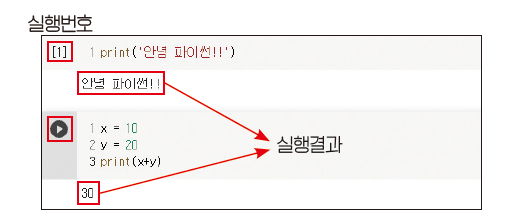 실행번호
[1] 1 print('안녕 파이썬!!')
안녕 파이썬!!
1 x = 10
2 y = 20
3 print(x+y)
실행결과
30